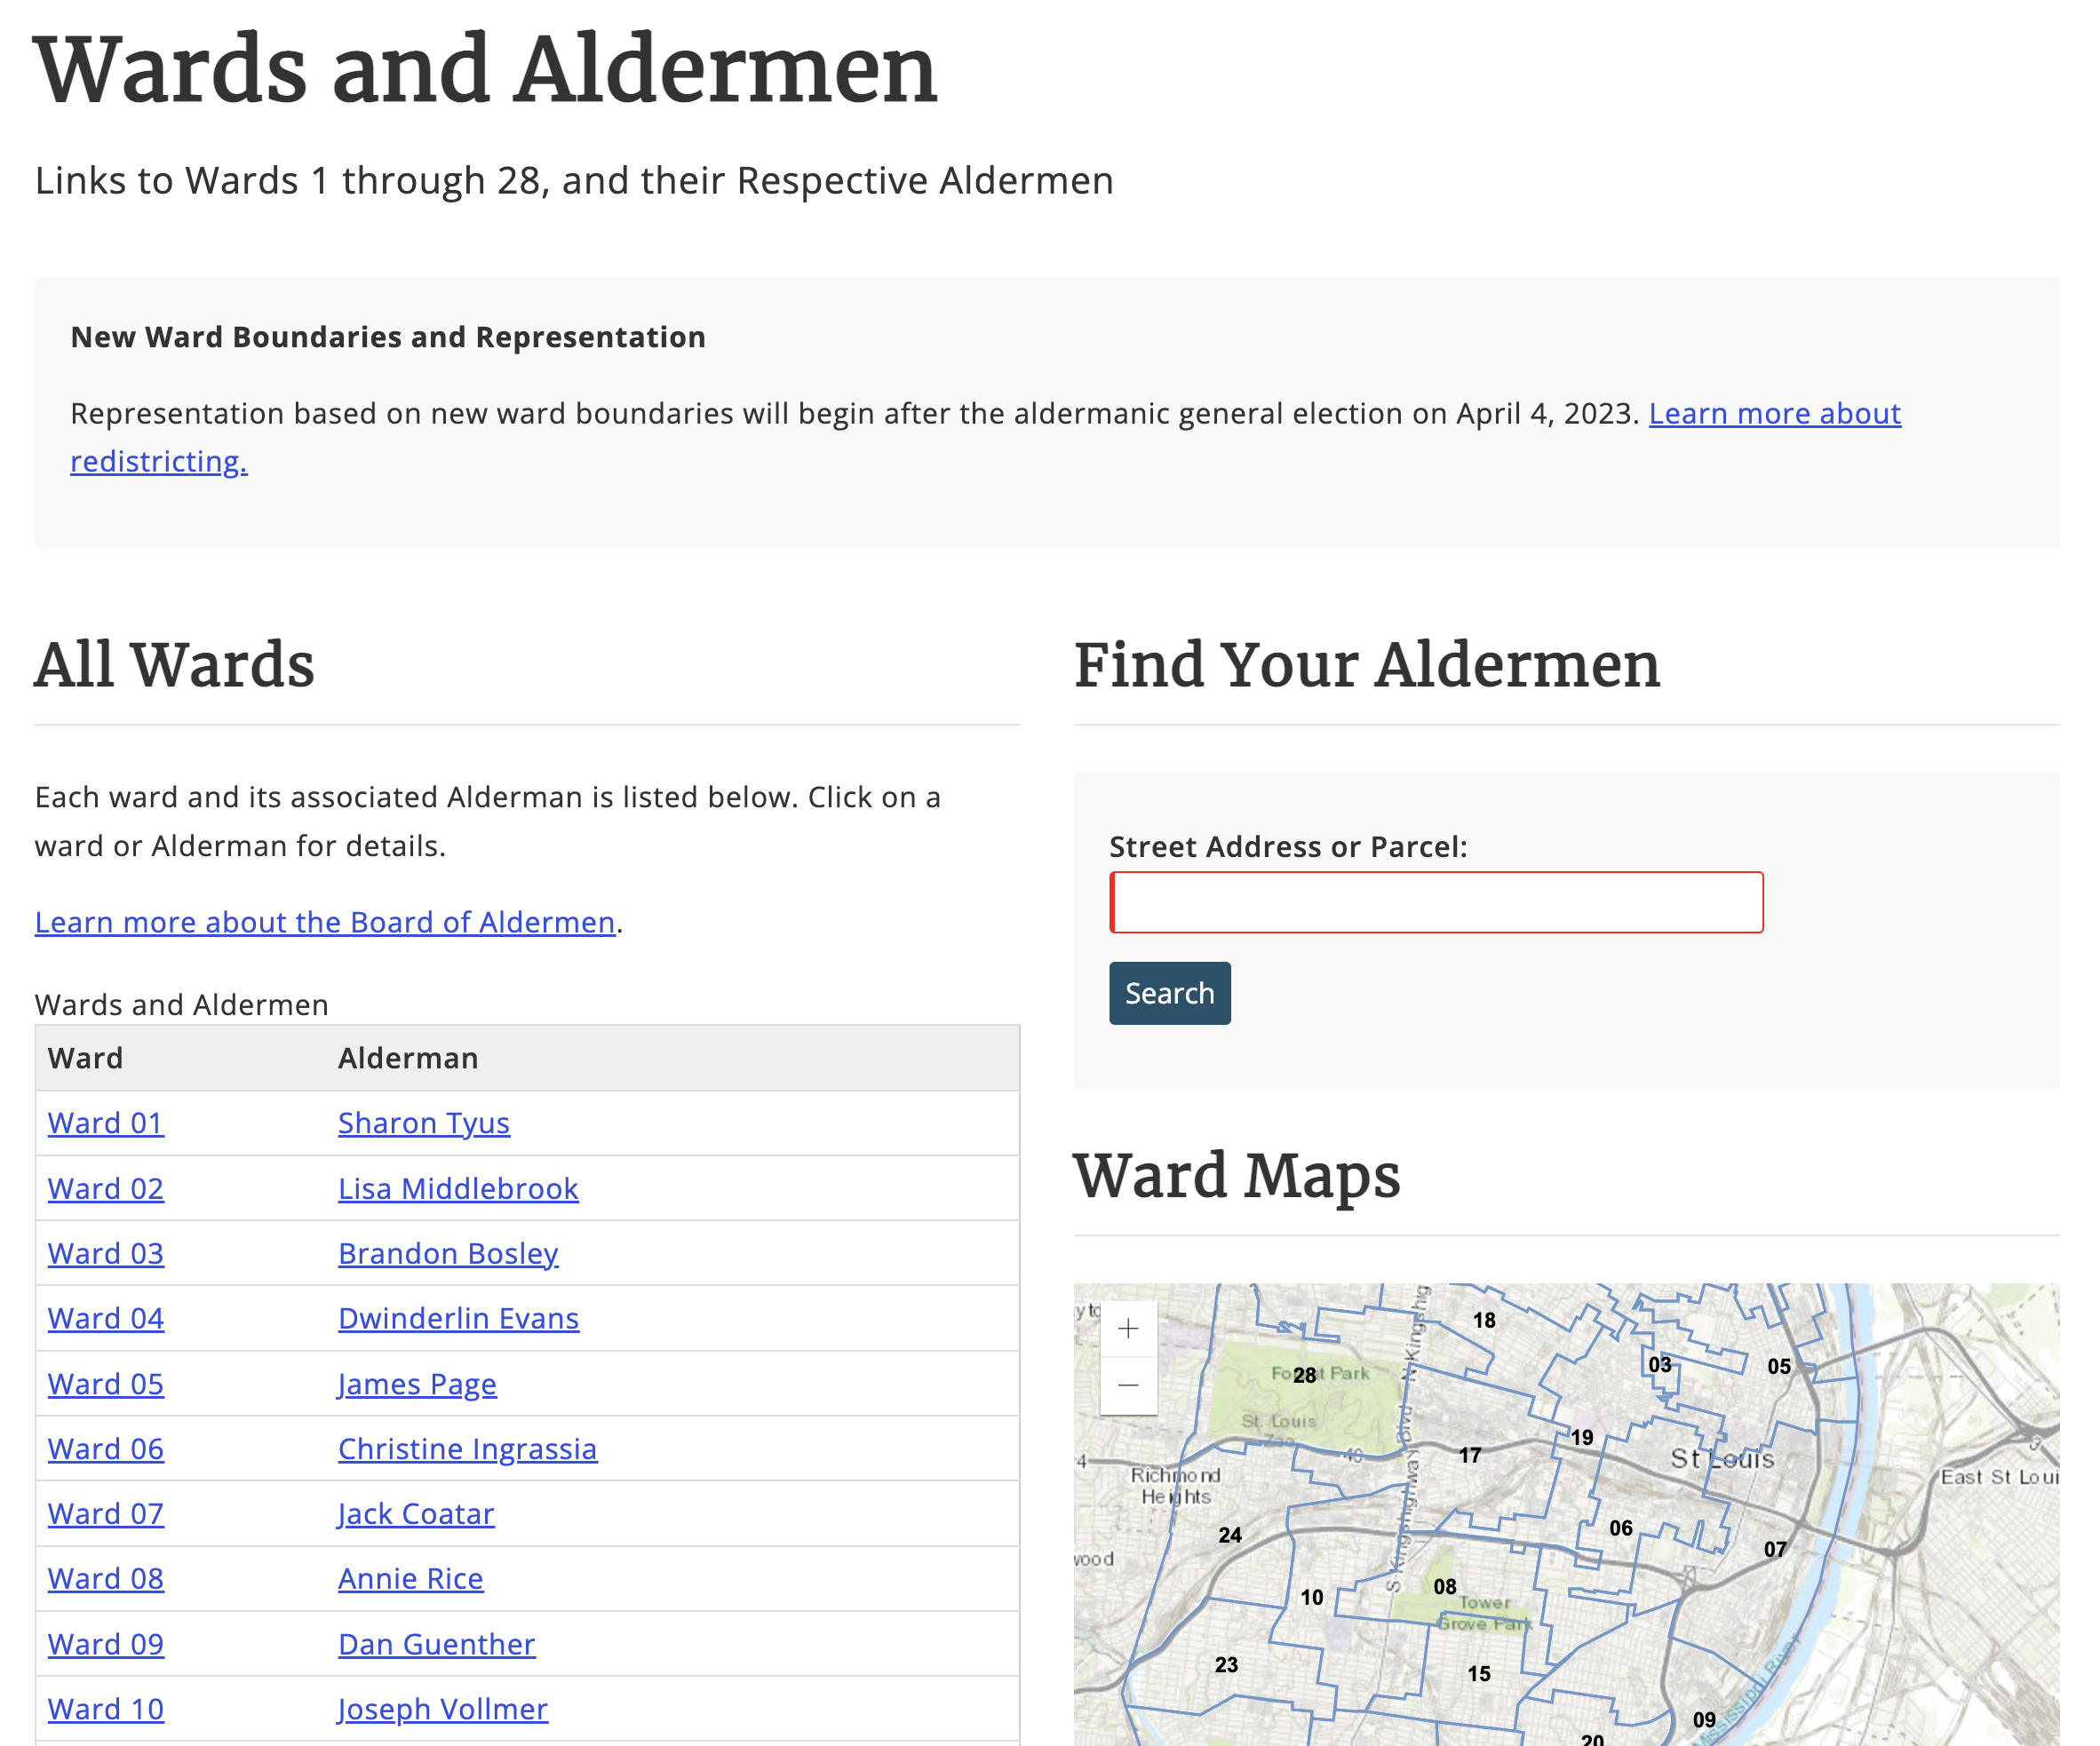 Wards and Aldermen
Links to Wards 1 through 28, and their Respective Aldermen
New Ward Boundaries and Representation
Representation based on new ward boundaries will begin after the aldermanic general election on April 4, 2023. Learn more about
redistricting.
All Wards
Each ward and its associated Alderman is listed below. Click on a
ward or Alderman for details.
Learn more about the Board of Aldermen.
Wards and Aldermen
Ward Alderman
Ward 01 Sharon Tyus
Ward 02 Lisa Middlebrook
Ward 03 Brandon Bosley
Ward 04 Dwinderlin Evans
Ward 05 James Page
Ward 06 Christine Ingrassia
Ward 07 Jack Coatar
Ward 08 Annie Rice
Ward 09 Dan Guenther
Ward 10 Joseph Vollmer
Find Your Aldermen
Street Address or Parcel:
Search
Ward Maps
+
−
18
28
Forest Park
03
05
St. Louis
Zoo
N Kingshig
19
17
St Louis
Richmond
Heights
East St Loui
S Kingshighway Blvd
24
06
07
wood
10
08
Tower
Grove Park
23
15
09
20
Mississippi River